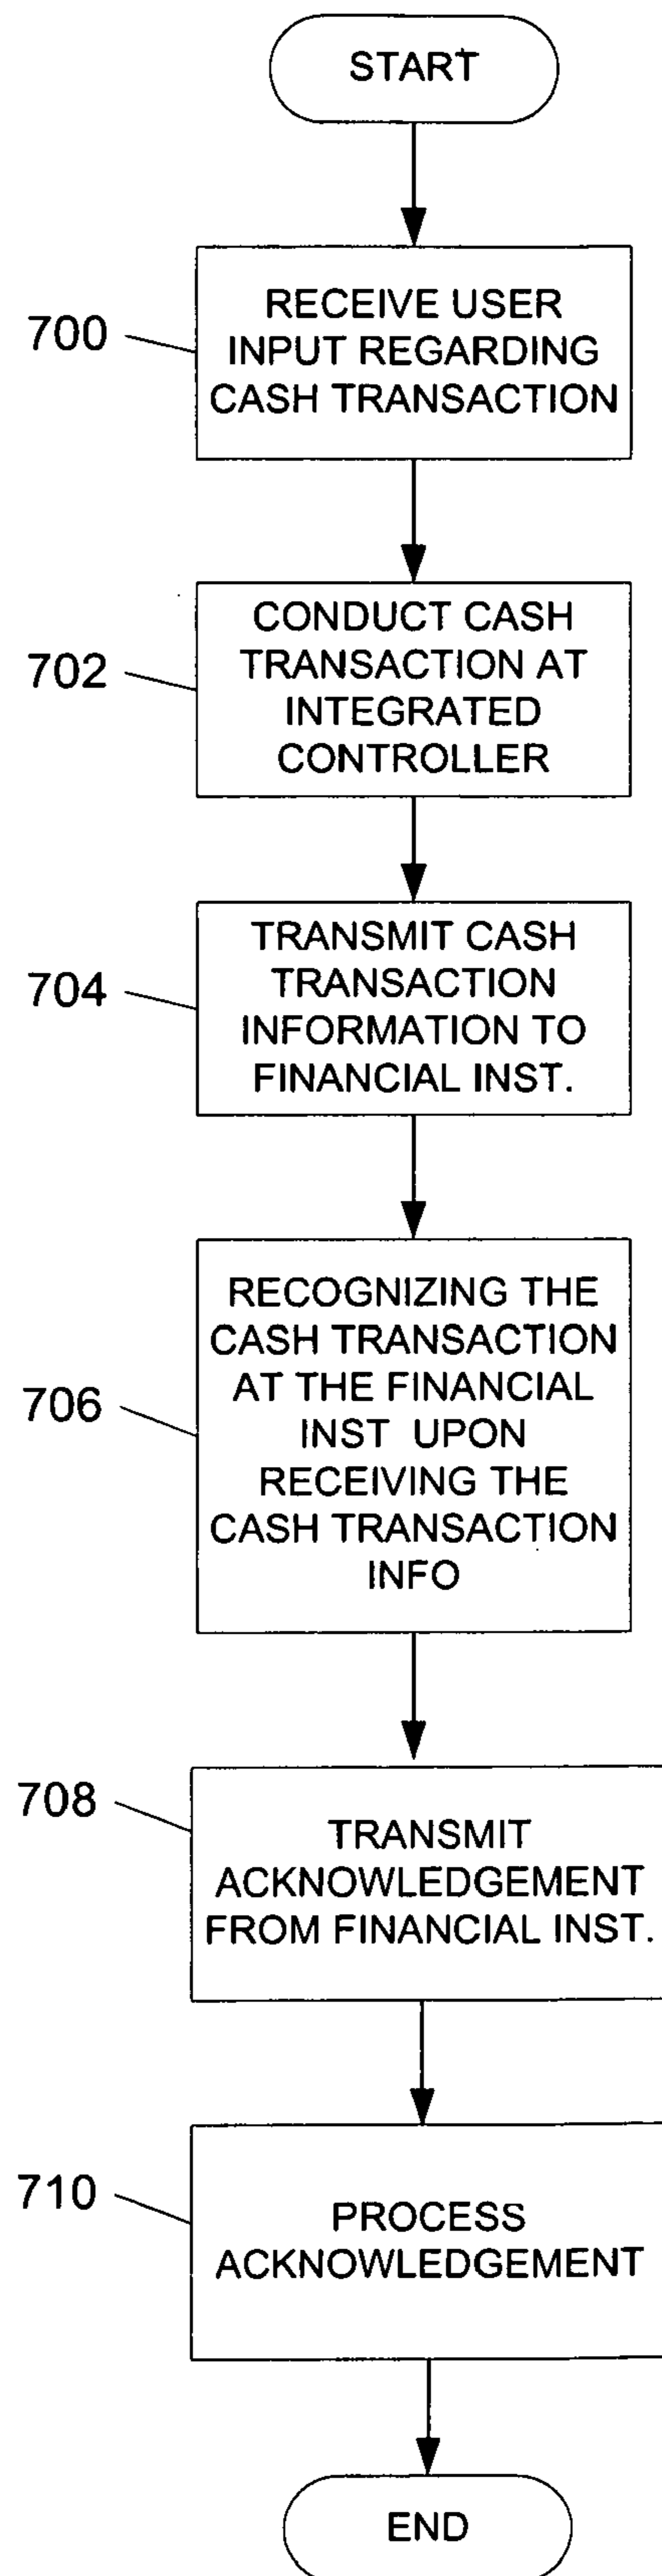 START
700
RECEIVE USER
INPUT REGARDING
CASH TRANSACTION
702
CONDUCT CASH
TRANSACTION AT
INTEGRATED
CONTROLLER
704
TRANSMIT CASH
TRANSACTION
INFORMATION TO
FINANCIAL INST.
706
RECOGNIZING THE
CASH TRANSACTION
AT THE FINANCIAL
INST UPON
RECEIVING THE
CASH TRANSACTION
INFO
708
TRANSMIT
ACKNOWLEDGEMENT
FROM FINANCIAL INST.
710
PROCESS
ACKNOWLEDGEMENT
END